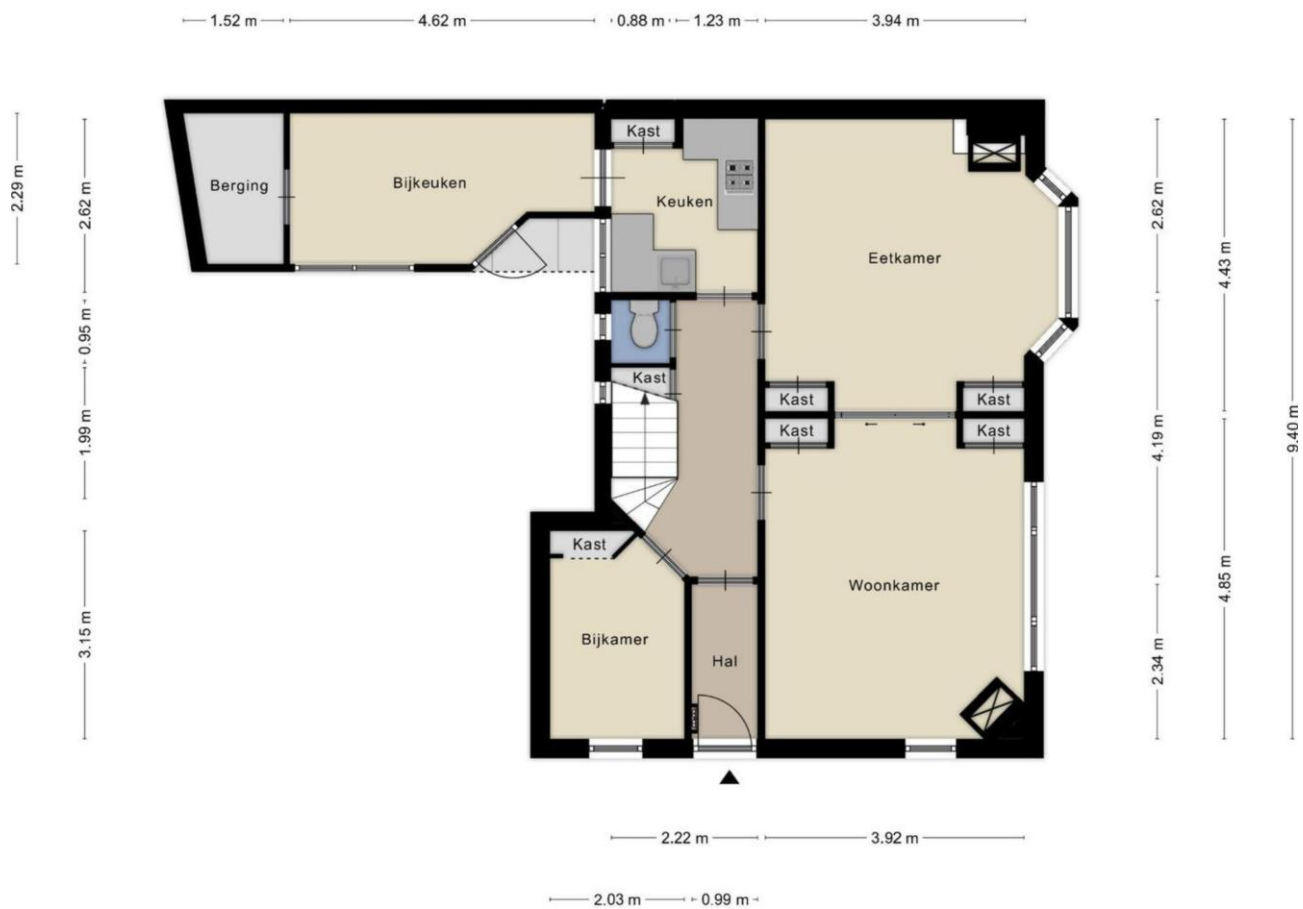 1.52 m
4.62 m
0.88 m
1.23 m
3.94 m
2.29 m
2.62 m
0.95 m
1.99 m
3.15 m
Berging
Bijkeuken
Kast
Keuken
Eetkamer
Kast
Kast
Kast
Kast
Kast
Kast
Bijkamer
Hal
Woonkamer
2.62 m
4.19 m
2.34 m
4.43 m
4.85 m
9.40 m
2.22 m
3.92 m
2.03 m
0.99 m